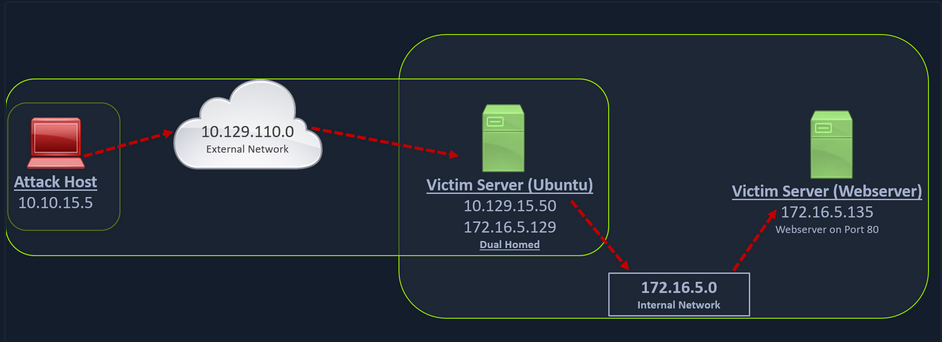 10.129.110.0
External Network
Attack Host
10.10.15.5
Victim Server (Ubuntu)
10.129.15.50
172.16.5.129
Dual Homed
Victim Server (Webserver)
172.16.5.135
Webserver on Port 80
172.16.5.0
Internal Network